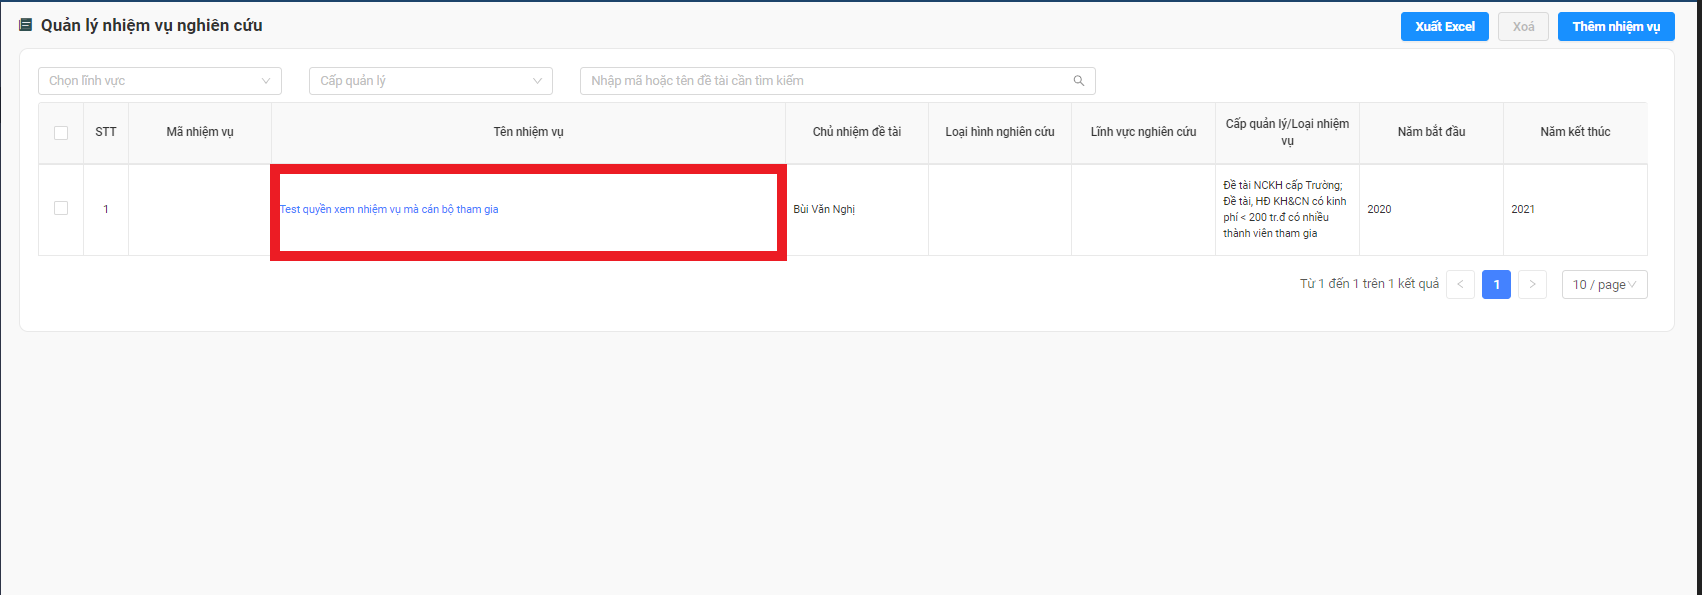 Quản lý nhiệm vụ nghiên cứu
Xuất Excel
Xoá
Thêm nhiệm vụ
Chọn lĩnh vực
Cấp quản lý
Nhập mã hoặc tên đề tài cần tìm kiếm
STT
Mã nhiệm vụ
Tên nhiệm vụ
Chủ nhiệm đề tài
Loại hình nghiên cứu
Lĩnh vực nghiên cứu
Cấp quản lý/Loại nhiệm
vụ
Năm bắt đầu
Năm kết thúc
1
Test quyền xem nhiệm vụ mà cán bộ tham gia
Bùi Văn Nghị
Đề tài NCKH cấp Trường;
Đề tài, HĐ KH&CN có kinh
phí < 200 tr.đ có nhiều
thành viên tham gia
2020
2021
Từ 1 đến 1 trên 1 kết quả
1
10 / page